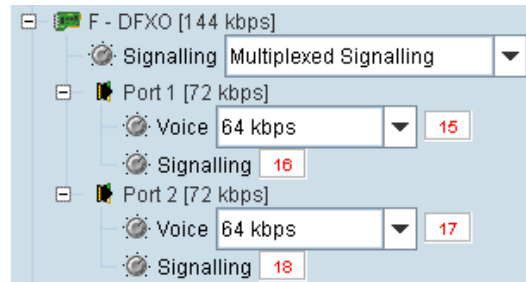 F - DFXO [144 kbps]
Signalling Multiplexed Signalling
Port 1 [72 kbps]
Voice 64 kbps 15
Signalling 16
Port 2 [72 kbps]
Voice 64 kbps 17
Signalling 18